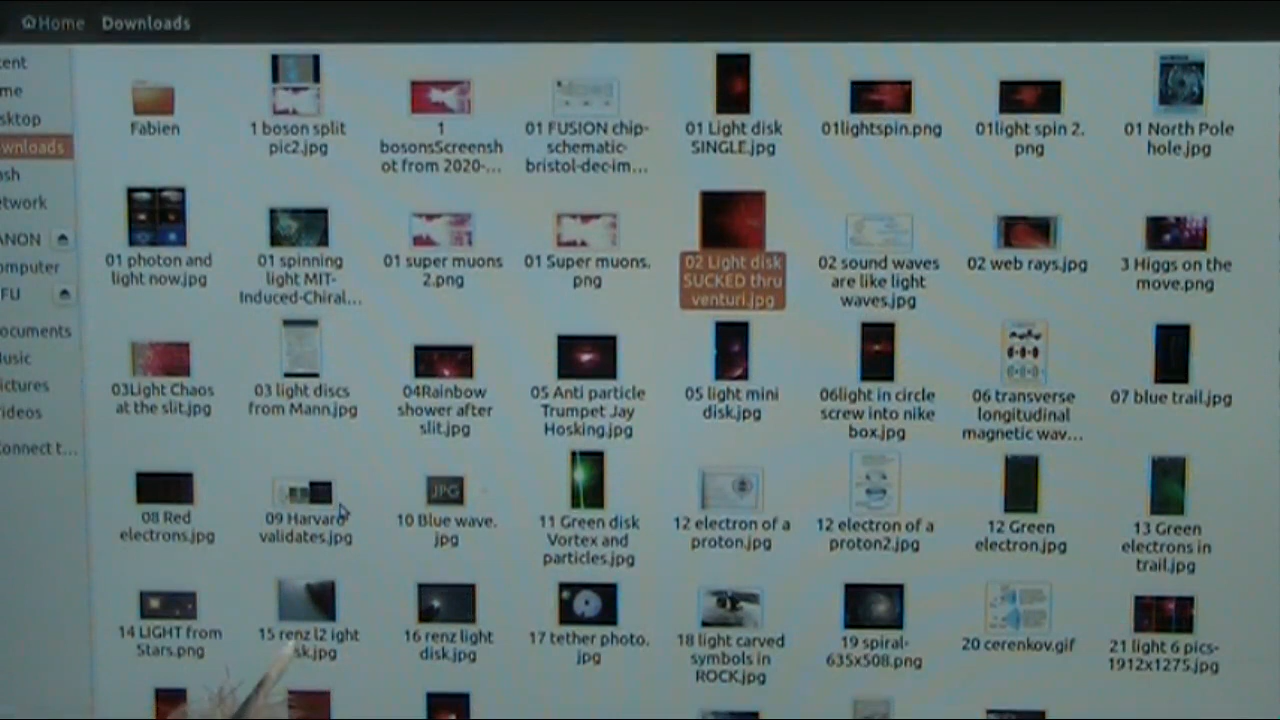 Home Downloads
ent
me
sktop
wnloads
ash
etwork
ANON
omputer
FU
ocuments
usic
ictures
ideos
onnect t...
Fabien
1 boson split
pic2.jpg
1
bosonsScreensh
ot from 2020-...
01 FUSION chip-
schematic-
bristol-dec-im...
01 Light disk
SINGLE.jpg
01lightspin.png
01light spin 2.
png
01 North Pole
hole.jpg
01 photon and
light now.jpg
01 spinning
light MIT-
Induced-Chiral...
01 super muons
2.png
01 Super muons.
png
02 Light disk
SUCKED thru
venturi.jpg
02 sound waves
are like light
waves.jpg
02 web rays.jpg
3 Higgs on the
move.png
03Light Chaos
at the slit.jpg
03 light discs
from Mann.jpg
04Rainbow
shower after
slit.jpg
05 Anti particle
Trumpet Jay
Hosking.jpg
05 light mini
disk.jpg
06light in circle
screw into nike
box.jpg
06 transverse
longitudinal
magnetic wav...
07 blue trail.jpg
08 Red
electrons.jpg
09 Harvard
validates.jpg
JPG
10 Blue wave.
jpg
11 Green disk
Vortex and
particles.jpg
12 electron of a
proton.jpg
12 electron of a
proton2.jpg
12 Green
electron.jpg
13 Green
electrons in
trail.jpg
14 LIGHT from
Stars.png
15 renz l2 ight
sk.jpg
16 renz light
disk.jpg
17 tether photo.
jpg
18 light carved
symbols in
ROCK.jpg
19 spiral-
635x508.png
20 cerenkov.gif
21 light 6 pics-
1912x1275.jpg